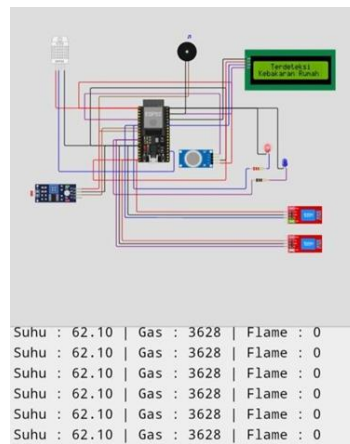 Terdeteksi
Kebakaran Rumah
Suhu : 62.10 | Gas : 3628 | Flame : 0
Suhu : 62.10 | Gas : 3628 | Flame : 0
Suhu : 62.10 | Gas : 3628 | Flame : 0
Suhu : 62.10 | Gas : 3628 | Flame : 0
Suhu : 62.10 | Gas : 3628 | Flame : 0
Suhu : 62.10 | Gas : 3628 | Flame : 0